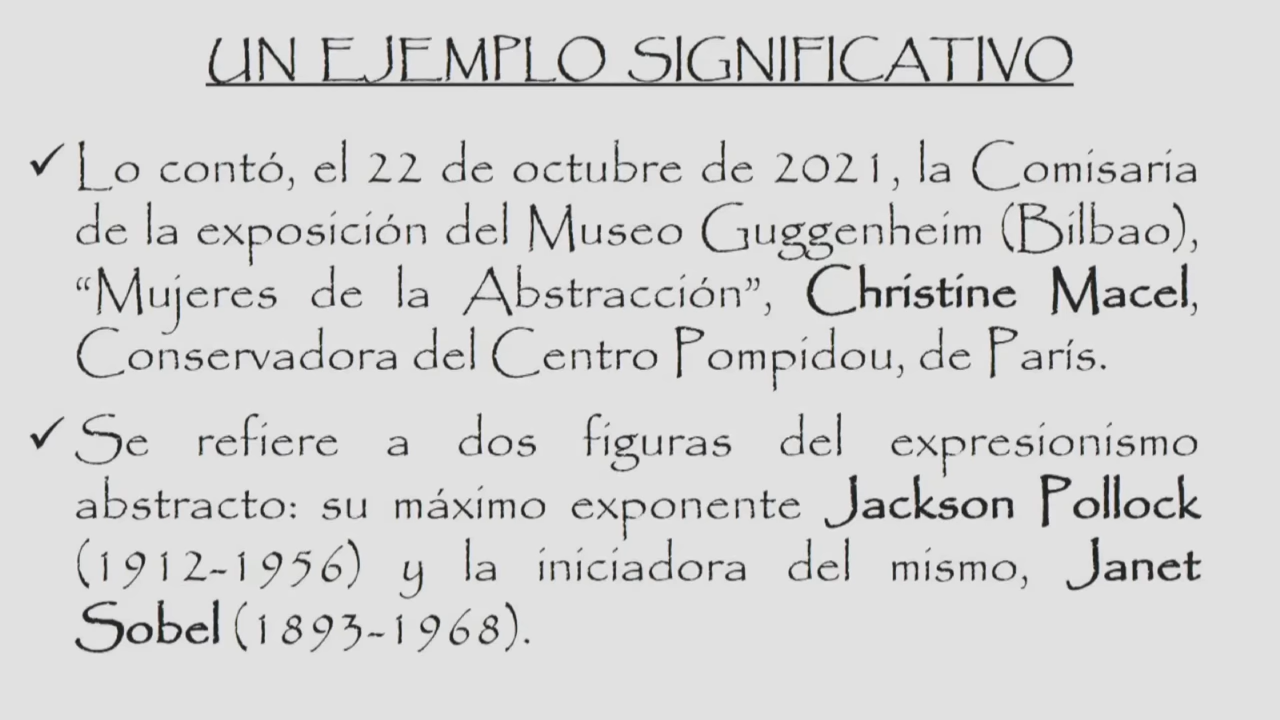 UN EJEMPLO SIGNIFICATIVO
✓ Lo contó, el 22 de octubre de 2021, la Comisaria
de la exposición del Museo Guggenheim (Bilbao),
“Mujeres de la Abstracción”, Christine Macel,
Conservadora del Centro Pompidou, de París.
✓ Se refiere a dos figuras del expresionismo
abstracto: su máximo exponente Jackson Pollock
(1912-1956) y la iniciadora del mismo, Janet
Sobel (1893-1968).